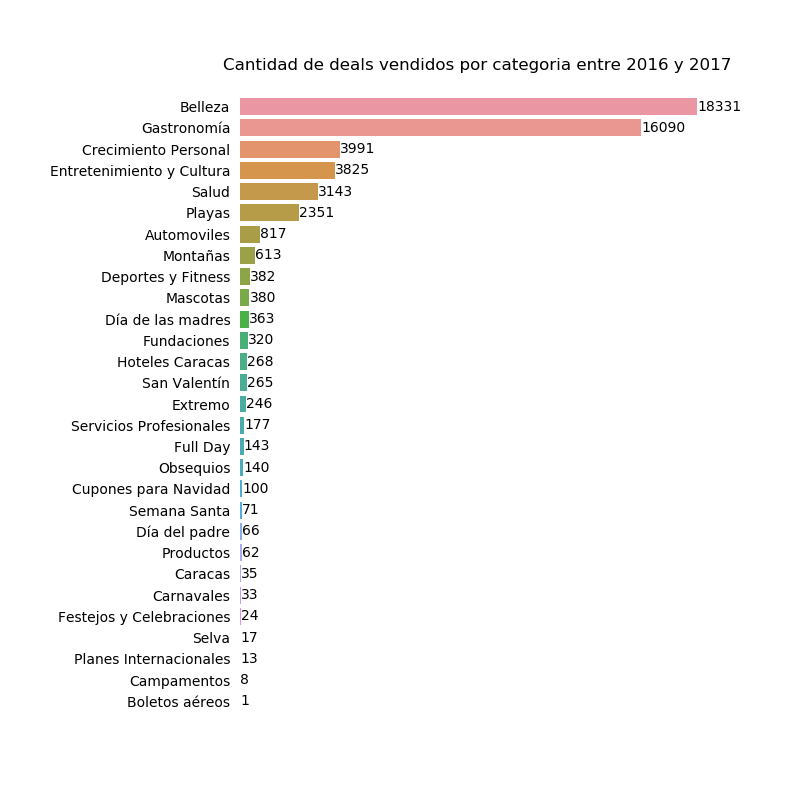 Cantidad de deals vendidos por categoria entre 2016 y 2017
Belleza 18331
Gastronomía 16090
Crecimiento Personal 3991
Entretenimiento y Cultura 3825
Salud 3143
Playas 2351
Automoviles 817
Montañas 613
Deportes y Fitness 382
Mascotas 380
Día de las madres 363
Fundaciones 320
Hoteles Caracas 268
San Valentín 265
Extremo 246
Servicios Profesionales 177
Full Day 143
Obsequios 140
Cupones para Navidad 100
Semana Santa 71
Día del padre 66
Productos 62
Caracas 35
Carnavales 33
Festejos y Celebraciones 24
Selva 17
Planes Internacionales 13
Campamentos 8
Boletos aéreos 1